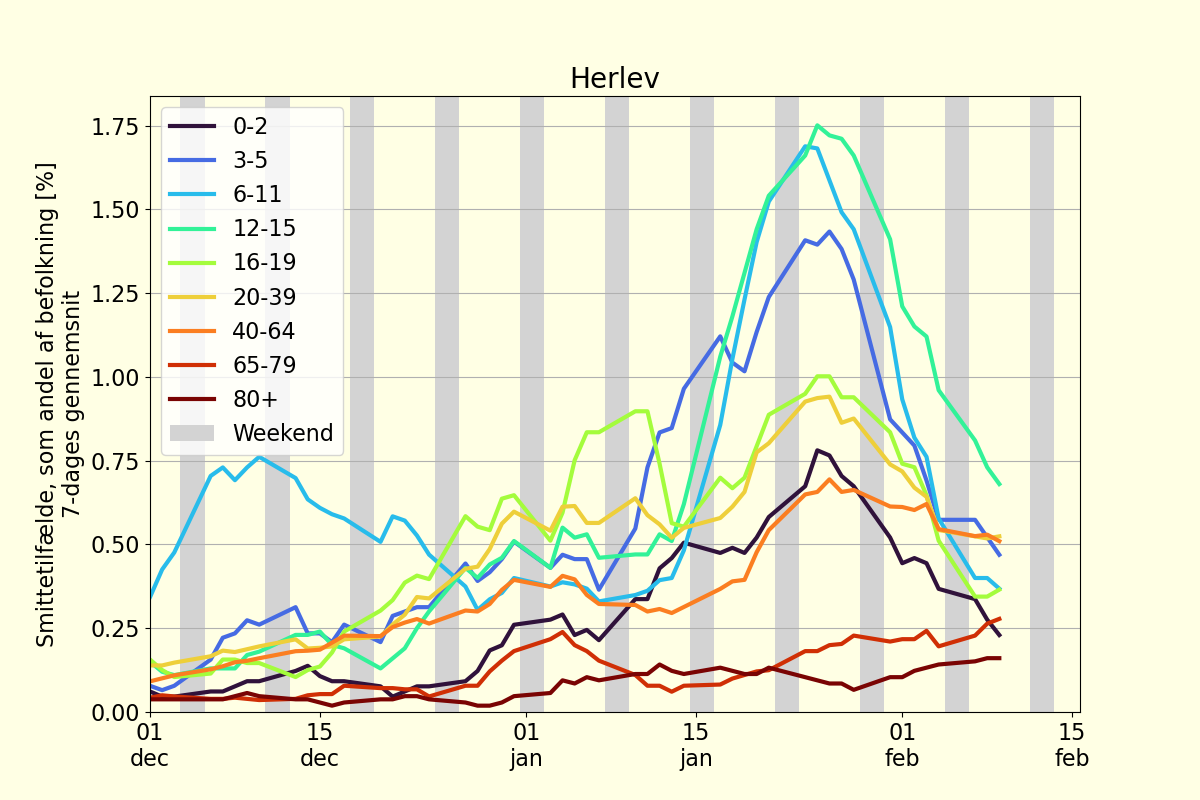 Herlev
Smittetilfælde, som andel af befolkning [%]
7-dages gennemsnit
1.75
1.50
1.25
1.00
0.75
0.50
0.25
0.00
0-2
3-5
6-11
12-15
16-19
20-39
40-64
65-79
80+
Weekend
01
dec
15
dec
01
jan
15
jan
01
feb
15
feb